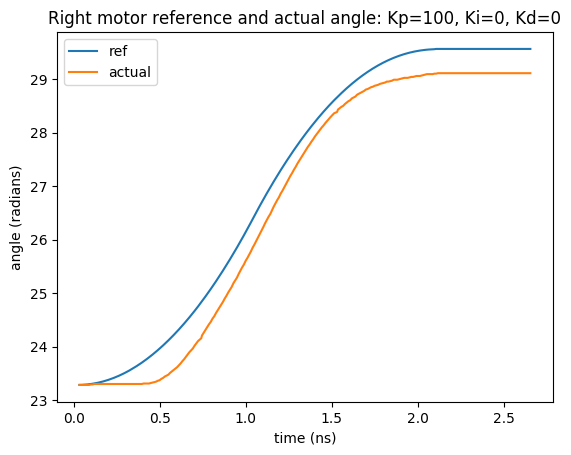 Right motor reference and actual angle: Kp=100, Ki=0, Kd=0
ref
actual
angle (radians)
29
28
27
26
25
24
23
0.0 0.5 1.0 1.5 2.0 2.5
time (ns)